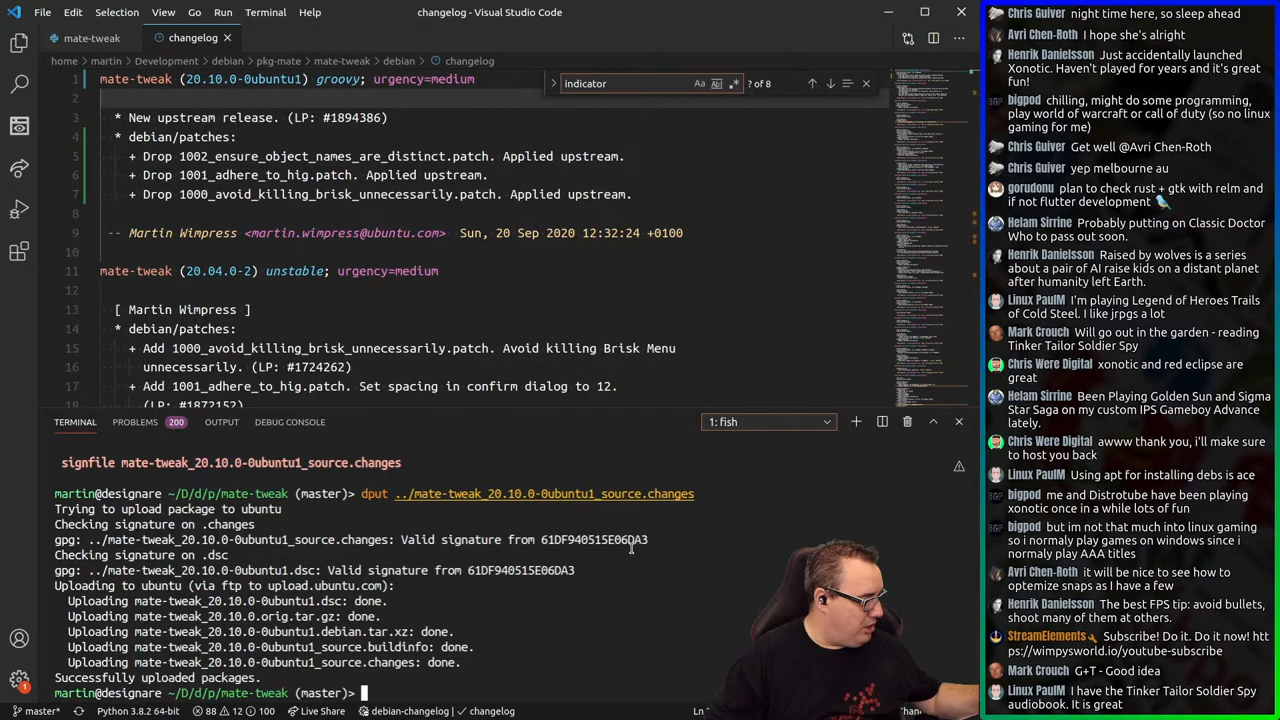 File Edit Selection View Go Run Terminal Help
changelog - Visual Studio Code
mate-tweak
changelog
home > martin > Development > debian > pkg-mate > mate-tweak > debian > changelog
indicator
Aa
? of 8
1 mate-tweak (20.10.0-0ubuntu1) groovy; urgency=medium
2
3 * New upstream release. (LP: #1894386)
4 * debian/patches:
5 + Drop patch. Applied upstream.
6 + Drop patch. Applied upstream.
7 + Drop patch. Applied upstream.
8
9 -- Martin Wimpress <martin.wimpress@ubuntu.com> Sun, 20 Sep 2020 12:32:24 +0100
10
11 mate-tweak (20.04.0-2) unstable; urgency=medium
12
13 [ Martin Wimpress ]
14 * debian/patches:
15 + Add patch. Avoid killing Brisk Menu
16 unnecessarily. (LP: #1724262)
17 + Add patch. Set spacing in confirm dialog to 12.
18
TERMINAL PROBLEMS 200 OUTPUT DEBUG CONSOLE
1: fish
signfile mate-tweak_20.10.0-0ubuntu1_source.changes
martin@designare ~/D/d/p/mate-tweak (master)> dput ../mate-tweak_20.10.0-0ubuntu1_source.changes
Trying to upload package to ubuntu
Checking signature on .changes
gpg: ../mate-tweak_20.10.0-0ubuntu1_source.changes: Valid signature from 61DF940515E06DA3
Checking signature on .dsc
gpg: ../mate-tweak_20.10.0-0ubuntu1.dsc: Valid signature from 61DF940515E06DA3
Uploading to ubuntu (via ftp to upload.ubuntu.com):
Uploading mate-tweak_20.10.0-0ubuntu1.dsc: done.
Uploading mate-tweak_20.10.0.orig.tar.gz: done.
Uploading mate-tweak_20.10.0-0ubuntu1.debian.tar.xz: done.
Uploading mate-tweak_20.10.0-0ubuntu1_source.buildinfo: done.
Uploading mate-tweak_20.10.0-0ubuntu1_source.changes: done.
Successfully uploaded packages.
martin@designare ~/D/d/p/mate-tweak (master)>
master* Python 3.8.2 64-bit 88 12 100 Live Share debian-changelog changelog
Chris Guiver night time here, so sleep ahead
Avri Chen-Roth I hope she's alright
Henrik Danielsson Just accidentally launched
Xonotic. Haven't played for years and it's great
fun!
bigpod chilling, might do some programming,
play world of warcraft or call of duty (so no linux
gaming for me)
Chris Guiver Get well @Avri Chen-Roth
Chris Guiver yes, melbourne au..
gorudonu please check rust + gtk with relm and
if not flutter development
Helam Sirrine Probably putting on classic Doctor
Who to pass out soon.
Henrik Danielsson Raised by wolves is a series
about a pair to raise kids on a distant planet
after humans left Earth.
Linux PaulM I'm playing Legend of Heroes Trails
of Cold Steel I like jrpgs a lot
Mark Crouch Will go out in the garden - reading
Tinker Tailor Soldier Spy
Chris Were Digital xonotic and red eclipse are
great
Helam Sirrine Been Playing Golden Sun and Sigma
Star Saga on my custom IPS Gameboy Advance
lately.
Chris Were Digital awww thank you, i'll make sure
to host you back
Linux PaulM Using apt for installing debs is ace
bigpod me and Distrotube have been playing
xonotic once in a while lots of fun
bigpod but im not that much into linux gaming
since i normaly play games on windows since i
normaly play AAA titles
Avri Chen-Roth it will be nice to see how to
optemize snaps as I have a few
Henrik Danielsson The best FPS tip: avoid bullets,
shoot many of them at others.
StreamElements Subscribe! Do it. Do it now! htt
ps://wimpysworld.io/youtube-subscribe
Mark Crouch G+T - Good idea
Linux PaulM I have the Tinker Tailor Soldier Spy
audiobook. It is great